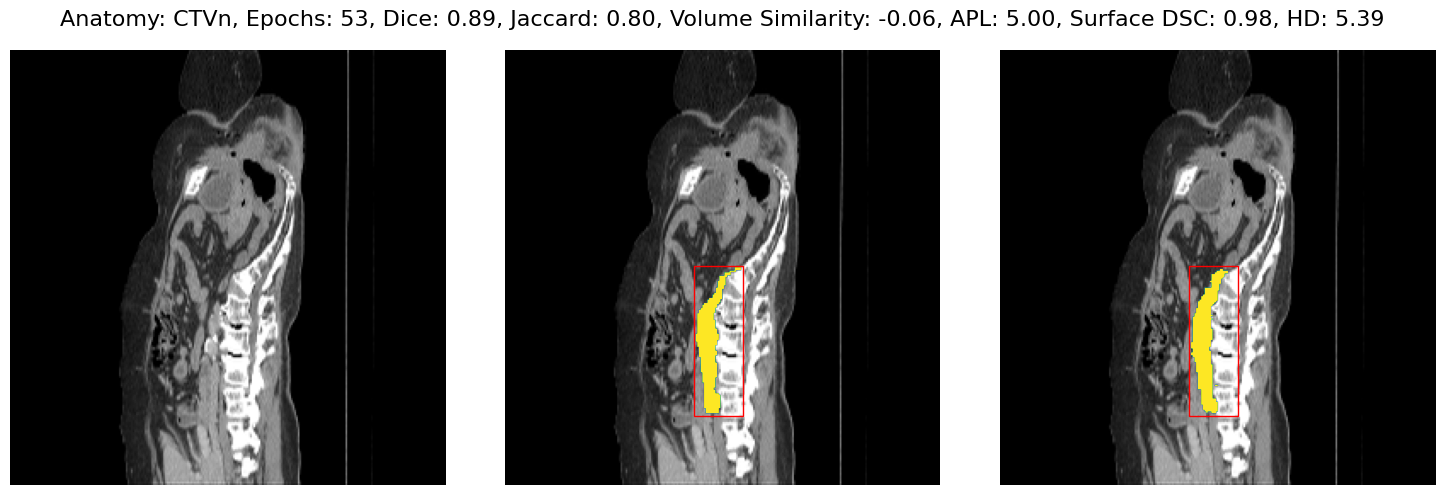 Anatomy: CTVn, Epochs: 53, Dice: 0.89, Jaccard: 0.80, Volume Similarity: -0.06, APL: 5.00, Surface DSC: 0.98, HD: 5.39